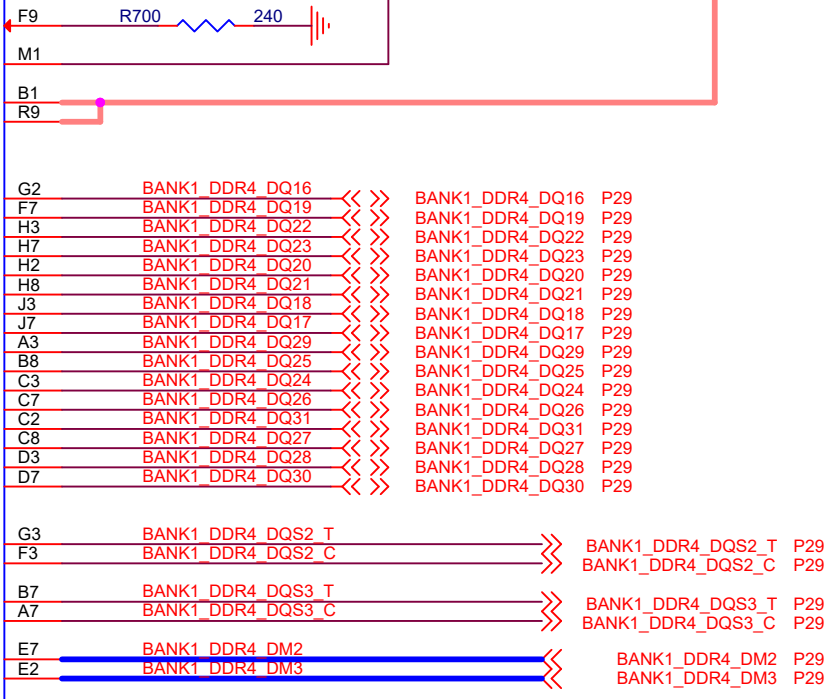 F9 R700 240
M1
B1
R9
G2 BANK1_DDR4_DQ16 BANK1_DDR4_DQ16 P29
F7 BANK1_DDR4_DQ19 BANK1_DDR4_DQ19 P29
H3 BANK1_DDR4_DQ22 BANK1_DDR4_DQ22 P29
H7 BANK1_DDR4_DQ23 BANK1_DDR4_DQ23 P29
H2 BANK1_DDR4_DQ20 BANK1_DDR4_DQ20 P29
H8 BANK1_DDR4_DQ21 BANK1_DDR4_DQ21 P29
J3 BANK1_DDR4_DQ18 BANK1_DDR4_DQ18 P29
J7 BANK1_DDR4_DQ17 BANK1_DDR4_DQ17 P29
A3 BANK1_DDR4_DQ29 BANK1_DDR4_DQ29 P29
B8 BANK1_DDR4_DQ25 BANK1_DDR4_DQ25 P29
C3 BANK1_DDR4_DQ24 BANK1_DDR4_DQ24 P29
C7 BANK1_DDR4_DQ26 BANK1_DDR4_DQ26 P29
C2 BANK1_DDR4_DQ31 BANK1_DDR4_DQ31 P29
C8 BANK1_DDR4_DQ27 BANK1_DDR4_DQ27 P29
D3 BANK1_DDR4_DQ28 BANK1_DDR4_DQ28 P29
D7 BANK1_DDR4_DQ30 BANK1_DDR4_DQ30 P29
G3 BANK1_DDR4_DQS2_T BANK1_DDR4_DQS2_T P29
F3 BANK1_DDR4_DQS2_C BANK1_DDR4_DQS2_C P29
B7 BANK1_DDR4_DQS3_T BANK1_DDR4_DQS3_T P29
A7 BANK1_DDR4_DQS3_C BANK1_DDR4_DQS3_C P29
E7 BANK1_DDR4_DM2 BANK1_DDR4_DM2 P29
E2 BANK1_DDR4_DM3 BANK1_DDR4_DM3 P29